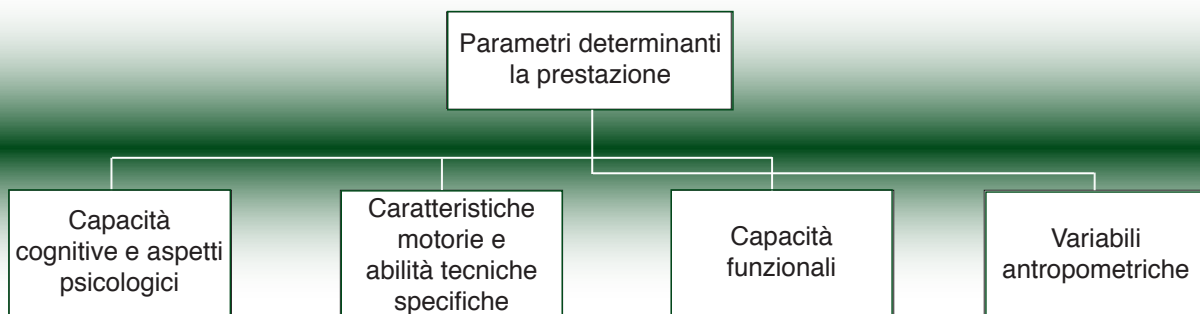 Parametri determinanti
la prestazione
Capacità
cognitive e aspetti
psicologici
Caratteristiche
motorie e
abilità tecniche
specifiche
Capacità
funzionali
Variabili
antropometriche